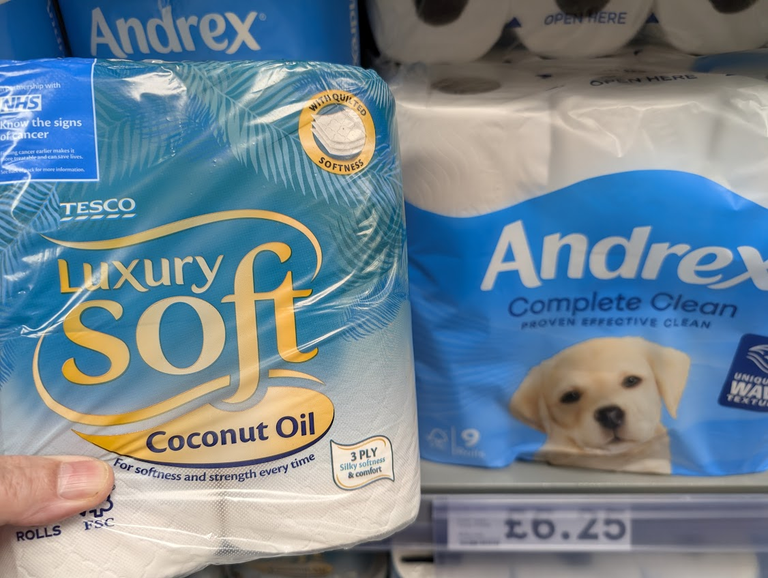 Andrex®
OPEN HERE
OPEN HERE
partnership with
NHS
Know the signs
of cancer
TESCO
Luxury
Soft
Coconut Oil
For softness and strength every time
WITH QUILTED
SOFTNESS
3 PLY
Silky softness
& comfort
ROLLS
FSC
Andrex
Complete Clean
PROVEN EFFECTIVE CLEAN
9
£6.25